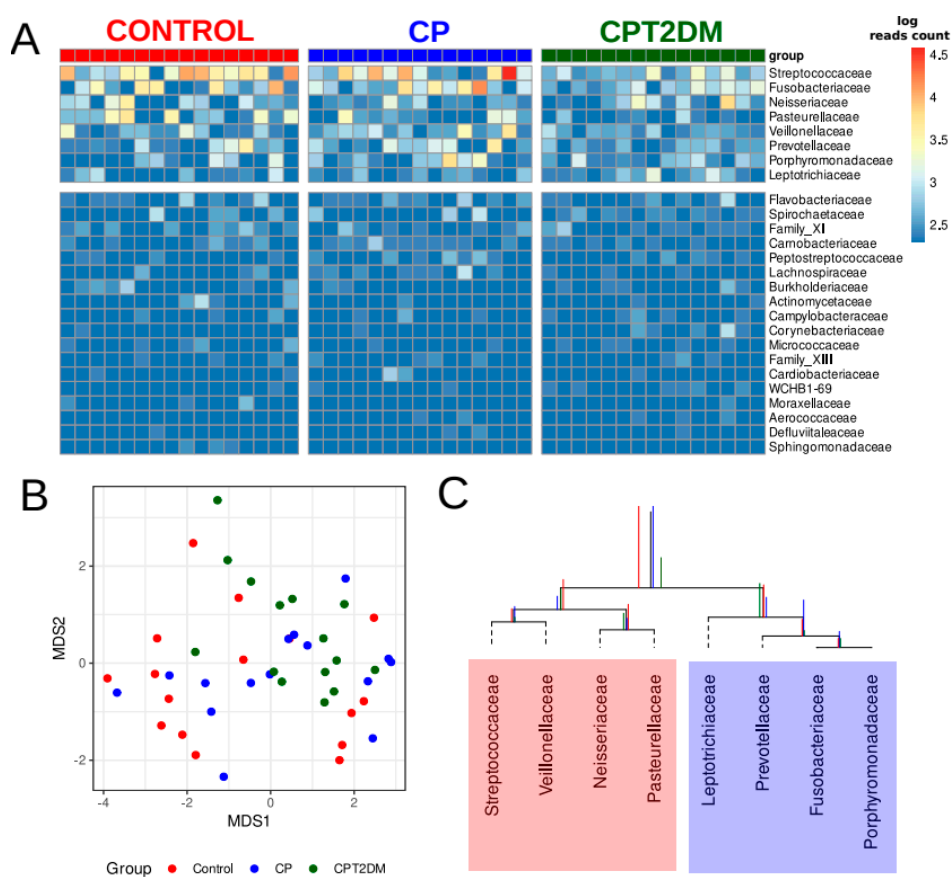 A
CONTROL
CP
CPT2DM
log
reads count
group
4.5
4
3.5
3
2.5
Streptococcaceae
Fusobacteriaceae
Neisseriaceae
Pasteurellaceae
Veillonellaceae
Prevotellaceae
Porphyromonadaceae
Leptotrichiaceae
Flavobacteriaceae
Spirochaetaceae
Family_XI
Carnobacteriaceae
Peptostreptococcaceae
Lachnospiraceae
Burkholderiaceae
Actinomycetaceae
Campylobacteraceae
Corynebacteriaceae
Micrococcaceae
Family_XIII
Cardiobacteriaceae
WCHB1-69
Moraxellaceae
Aerococcaceae
Defluviitaleaceae
Sphingomonadaceae
B
MDS2
2
0
-2
-4
-2
0
2
MDS1
Group
Control
CP
CPT2DM
C
Streptococcaceae
Veillonellaceae
Neisseriaceae
Pasteurellaceae
Leptotrichiaceae
Prevotellaceae
Fusobacteriaceae
Porphyromonadaceae